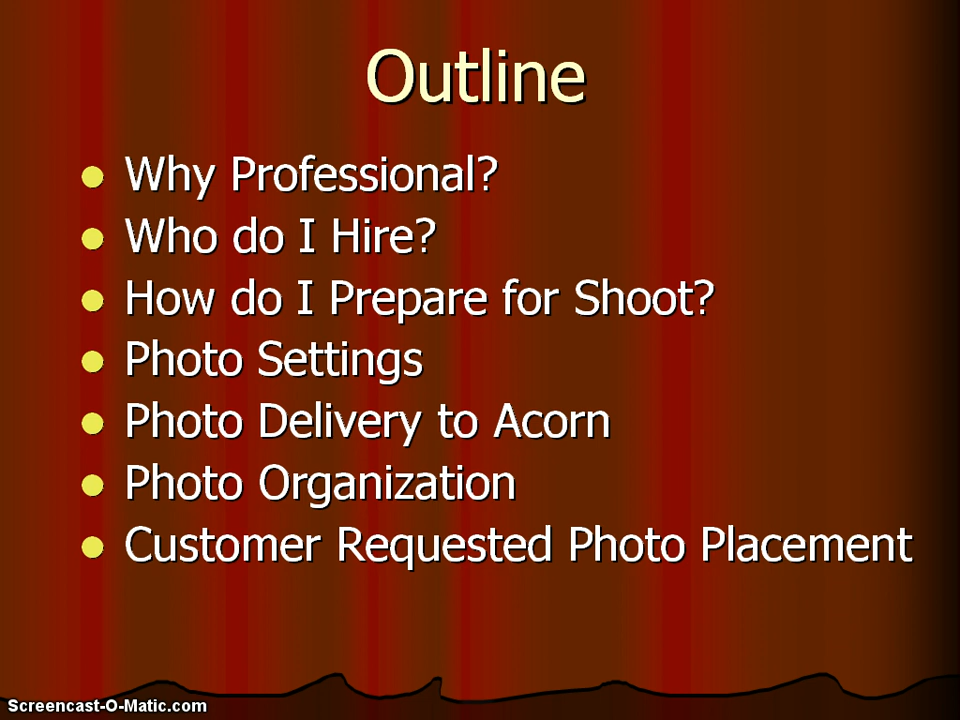 Outline
Why Professional?
Who do I Hire?
How do I Prepare for Shoot?
Photo Settings
Photo Delivery to Acorn
Photo Organization
Customer Requested Photo Placement
Screencast-O-Matic.com